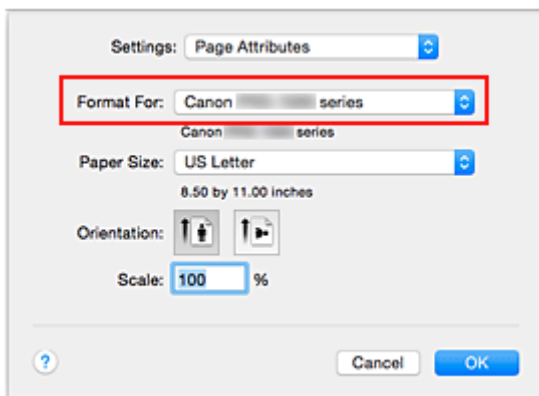 Settings: Page Attributes
Format For: Canon series
Canon series
Paper Size: US Letter
8.50 by 11.00 inches
Orientation:
Scale: 100 %
? Cancel OK